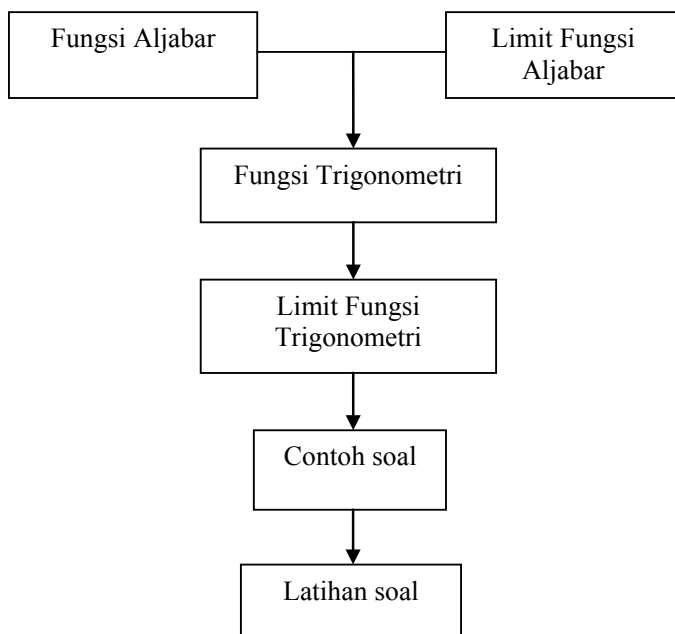 Fungsi Aljabar
Limit Fungsi
Aljabar
Fungsi Trigonometri
Limit Fungsi
Trigonometri
Contoh soal
Latihan soal